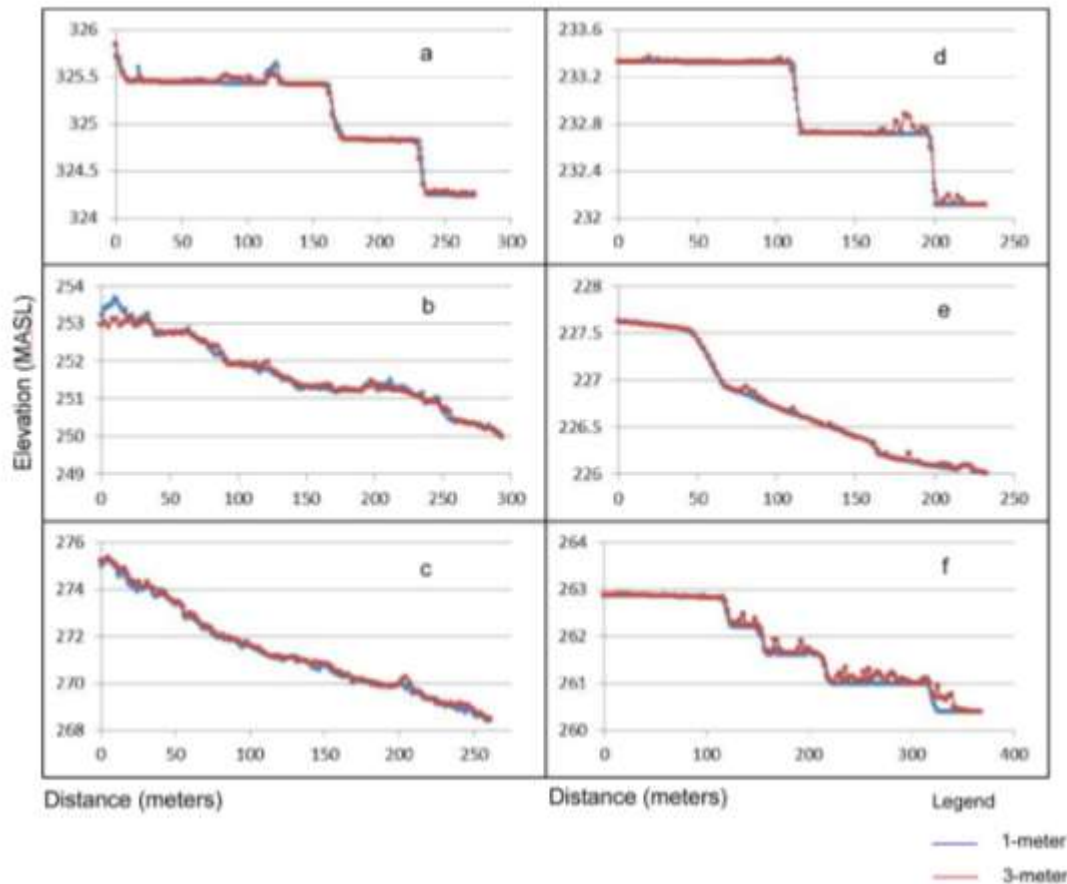 Elevation (MASL)
a
326
325.5
325
324.5
324
0 50 100 150 200 250 300
d
233.6
233.2
232.8
232.4
232
0 50 100 150 200 250
b
254
253
252
251
250
249
0 50 100 150 200 250 300
e
228
227.5
227
226.5
226
0 50 100 150 200 250
c
276
274
272
270
268
0 50 100 150 200 250
f
264
263
262
261
260
0 100 200 300 400
Distance (meters)
Distance (meters)
Legend
1-meter
3-meter